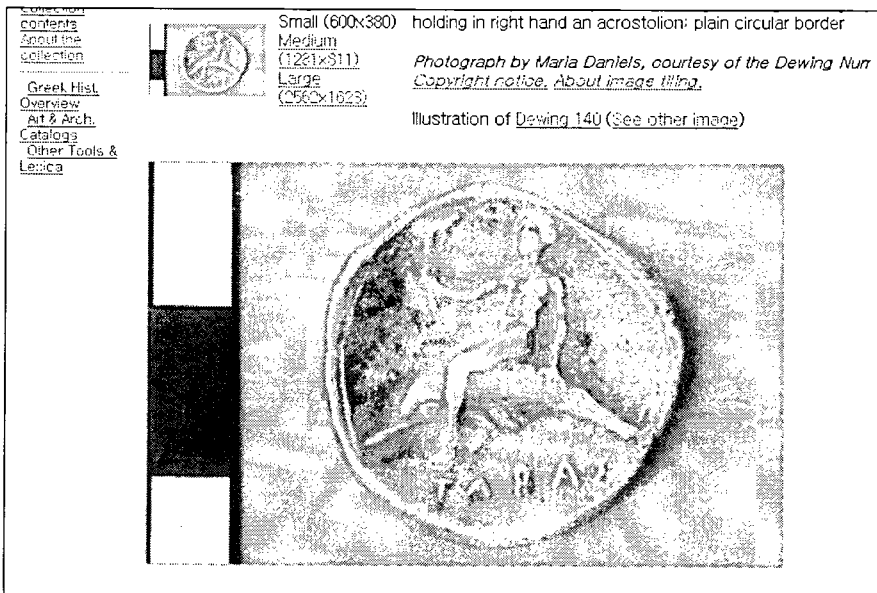 Collection
contents
About the
collection
Greek Hist.
Overview
Art & Arch.
Catalogs
Other Tools &
Lexica
Small (600x380)
Medium
(1281x811)
Large
(2562x1623)
holding in right hand an acrostolion; plain circular border
Photograph by Maria Daniels, courtesy of the Dewing Num
Copyright notice. About image tiling.
Illustration of Dewing 140 (See other image)
ΤΑΡΑΣ